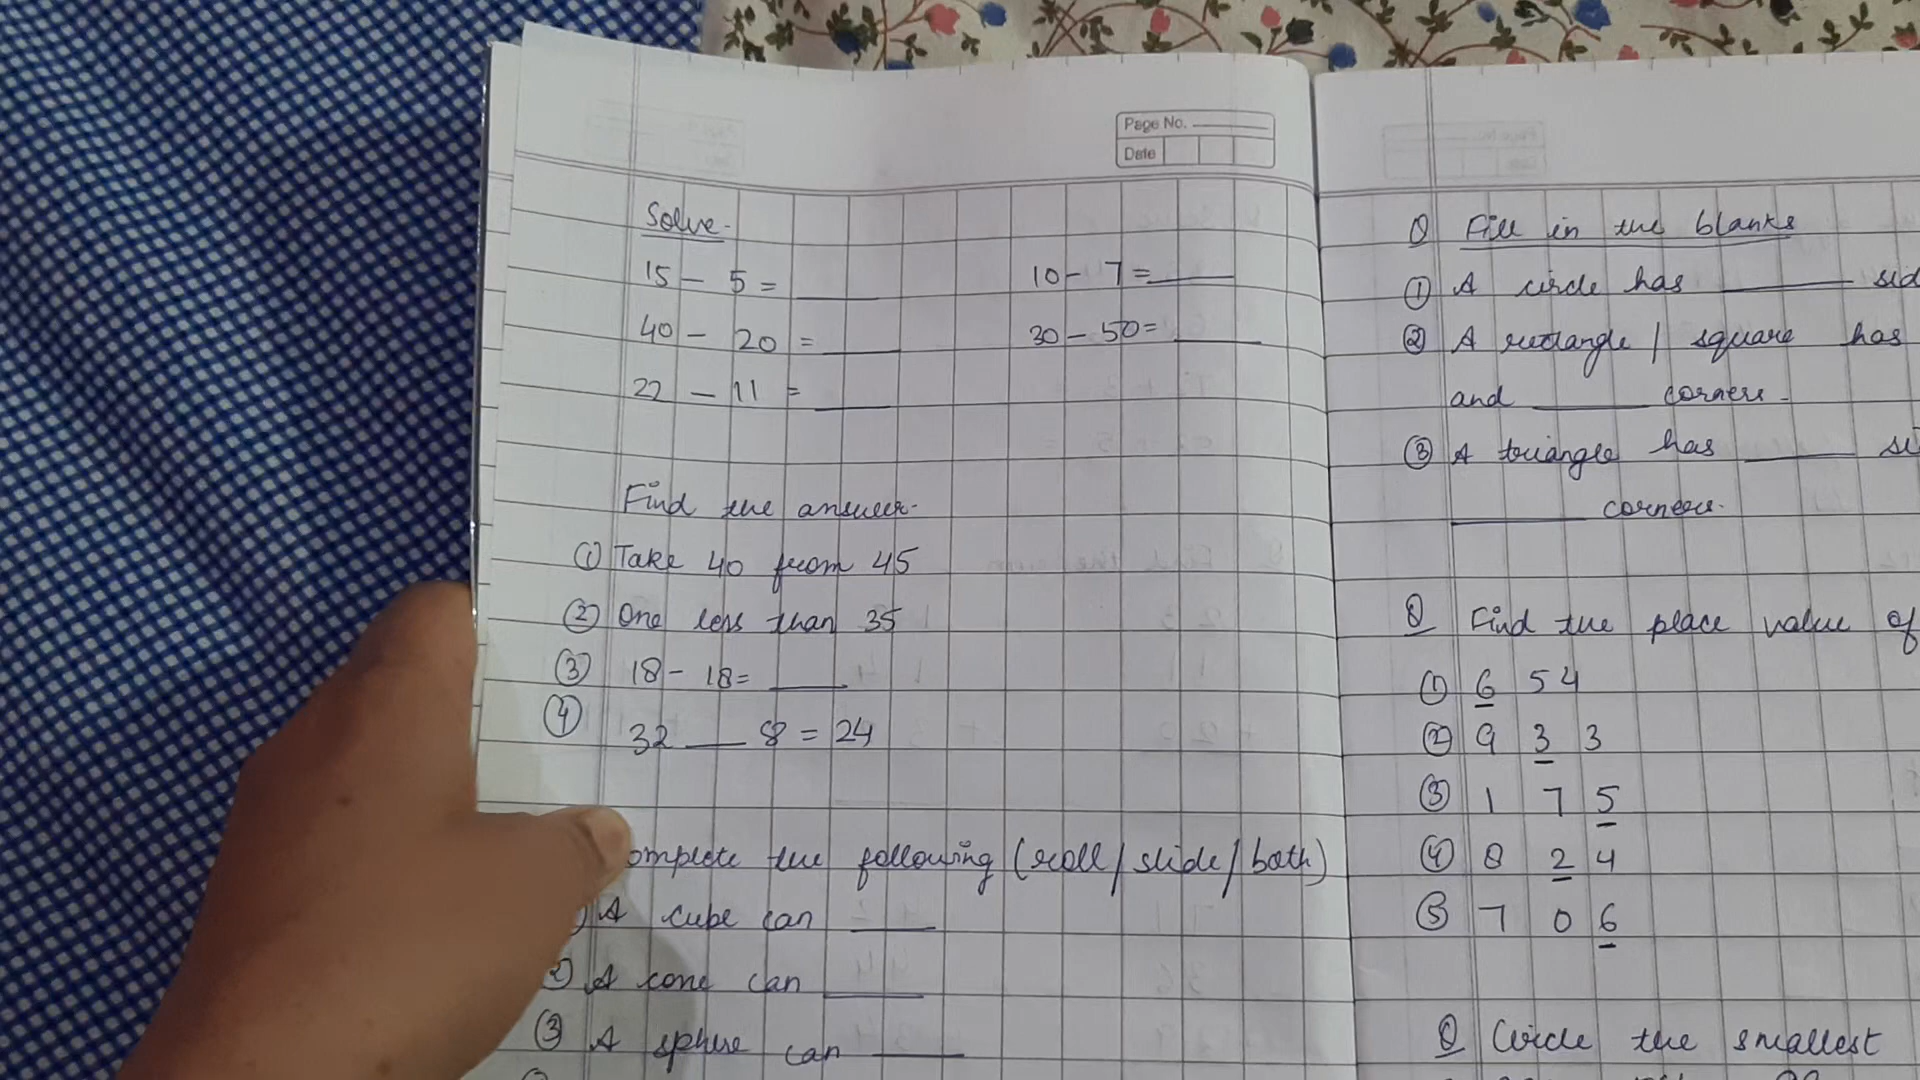 Page No.
Date
Solve-
15 - 5 = ____ 10 - 7 = ____
40 - 20 = ____ 30 - 50 = ____
22 - 11 = ____
Find the answer-
① Take 40 from 45
② One less than 35
③ 18 - 18 = ____
④ 32 ____ 8 = 24
omplete the following (roll/slide/both)
) A cube can ____
2) A cone can ____
③ A sphere can ____
Q Fill in the blanks
① A circle has ____ sid
② A rectangle / square has
and ____ corners-
③ A triangle has ____ si
____ corners.
Q Find the place value of
① 6 5 4
② 9 3 3
③ 1 7 5
④ 8 2 4
⑤ 7 0 6
Q Circle the smallest